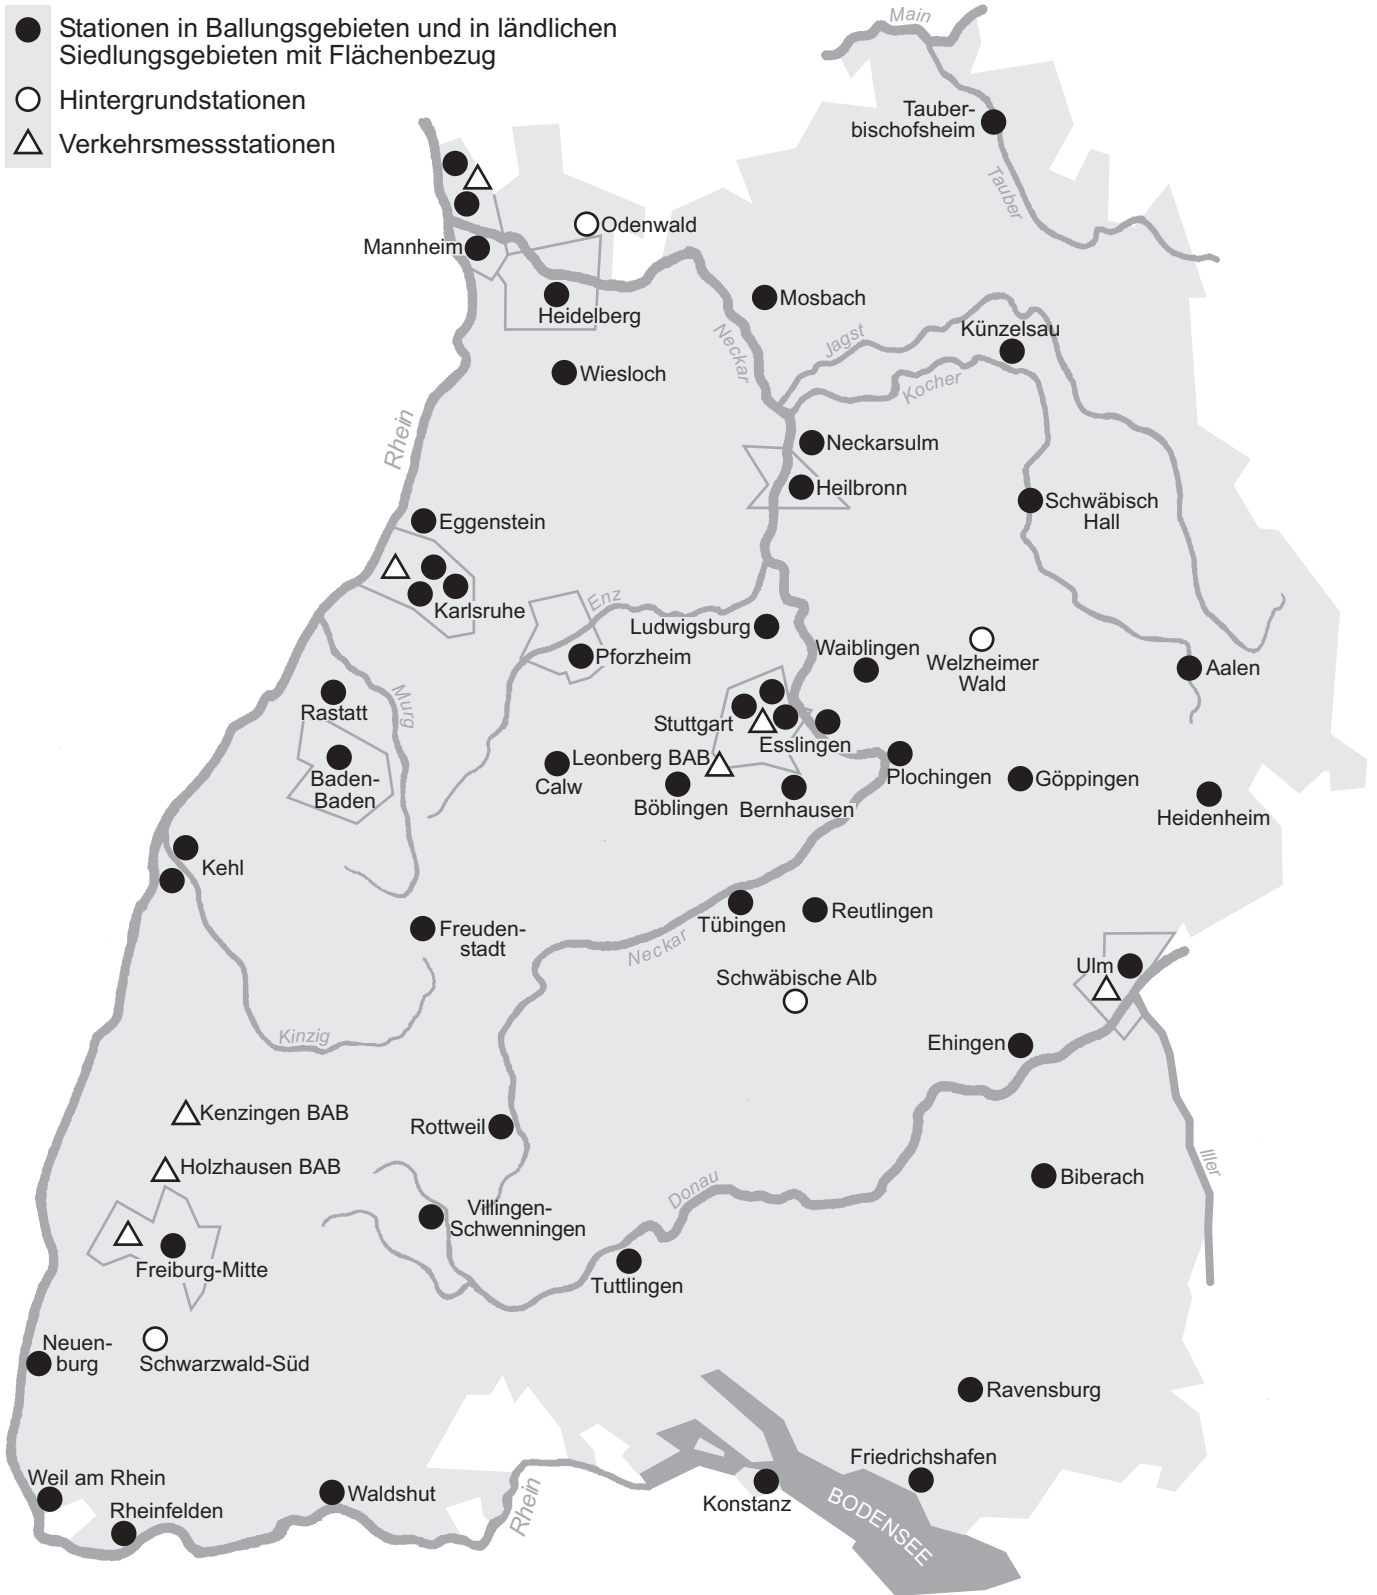 Stationen in Ballungsgebieten und in ländlichen
Siedlungsgebieten mit Flächenbezug
Hintergrundstationen
Verkehrsmessstationen
Main
Tauber-
bischofsheim
Tauber
Odenwald
Mannheim
Heidelberg
Mosbach
Neckar
Jagst
Künzelsau
Wiesloch
Kocher
Rhein
Neckarsulm
Heilbronn
Schwäbisch
Hall
Eggenstein
Karlsruhe
Enz
Ludwigsburg
Pforzheim
Waiblingen
Welzheimer
Wald
Aalen
Rastatt
Murg
Stuttgart
Esslingen
Leonberg BAB
Calw
Böblingen
Bernhausen
Plochingen
Göppingen
Heidenheim
Baden-
Baden
Kehl
Freuden-
stadt
Tübingen
Reutlingen
Neckar
Schwäbische Alb
Ulm
Kinzig
Ehingen
Kenzingen BAB
Rottweil
Holzhausen BAB
Iller
Biberach
Donau
Villingen-
Schwenningen
Freiburg-Mitte
Tuttlingen
Neuen-
burg
Schwarzwald-Süd
Ravensburg
Friedrichshafen
Weil am Rhein
Rheinfelden
Waldshut
Rhein
Konstanz
BODENSEE